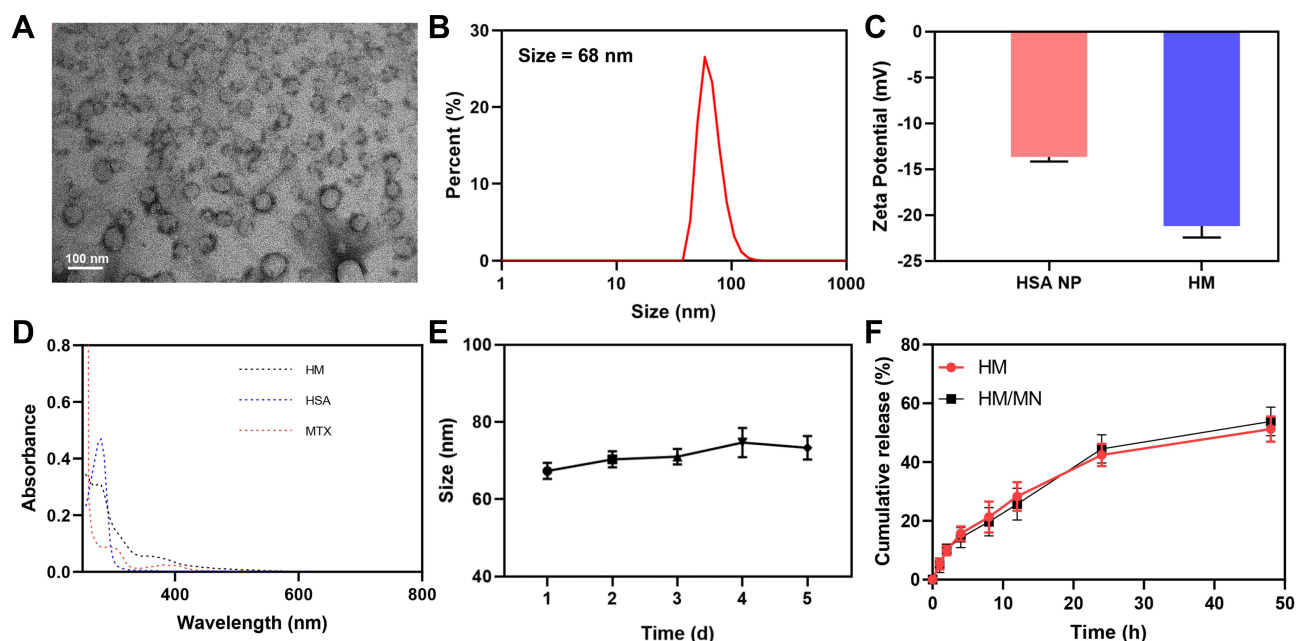 A
100 nm
B
Size = 68 nm
Percent (%)
30
20
10
0
1
10
100
1000
Size (nm)
C
Zeta Potential (mV)
0
-5
-10
-15
-20
-25
HSA NP
HM
D
Absorbance
0.8
0.6
0.4
0.2
0.0
HM
HSA
MTX
400
600
800
Wavelength (nm)
E
Size (nm)
100
80
60
40
1
2
3
4
5
Time (d)
F
Cumulative release (%)
80
60
40
20
0
HM
HM/MN
0
10
20
30
40
50
Time (h)